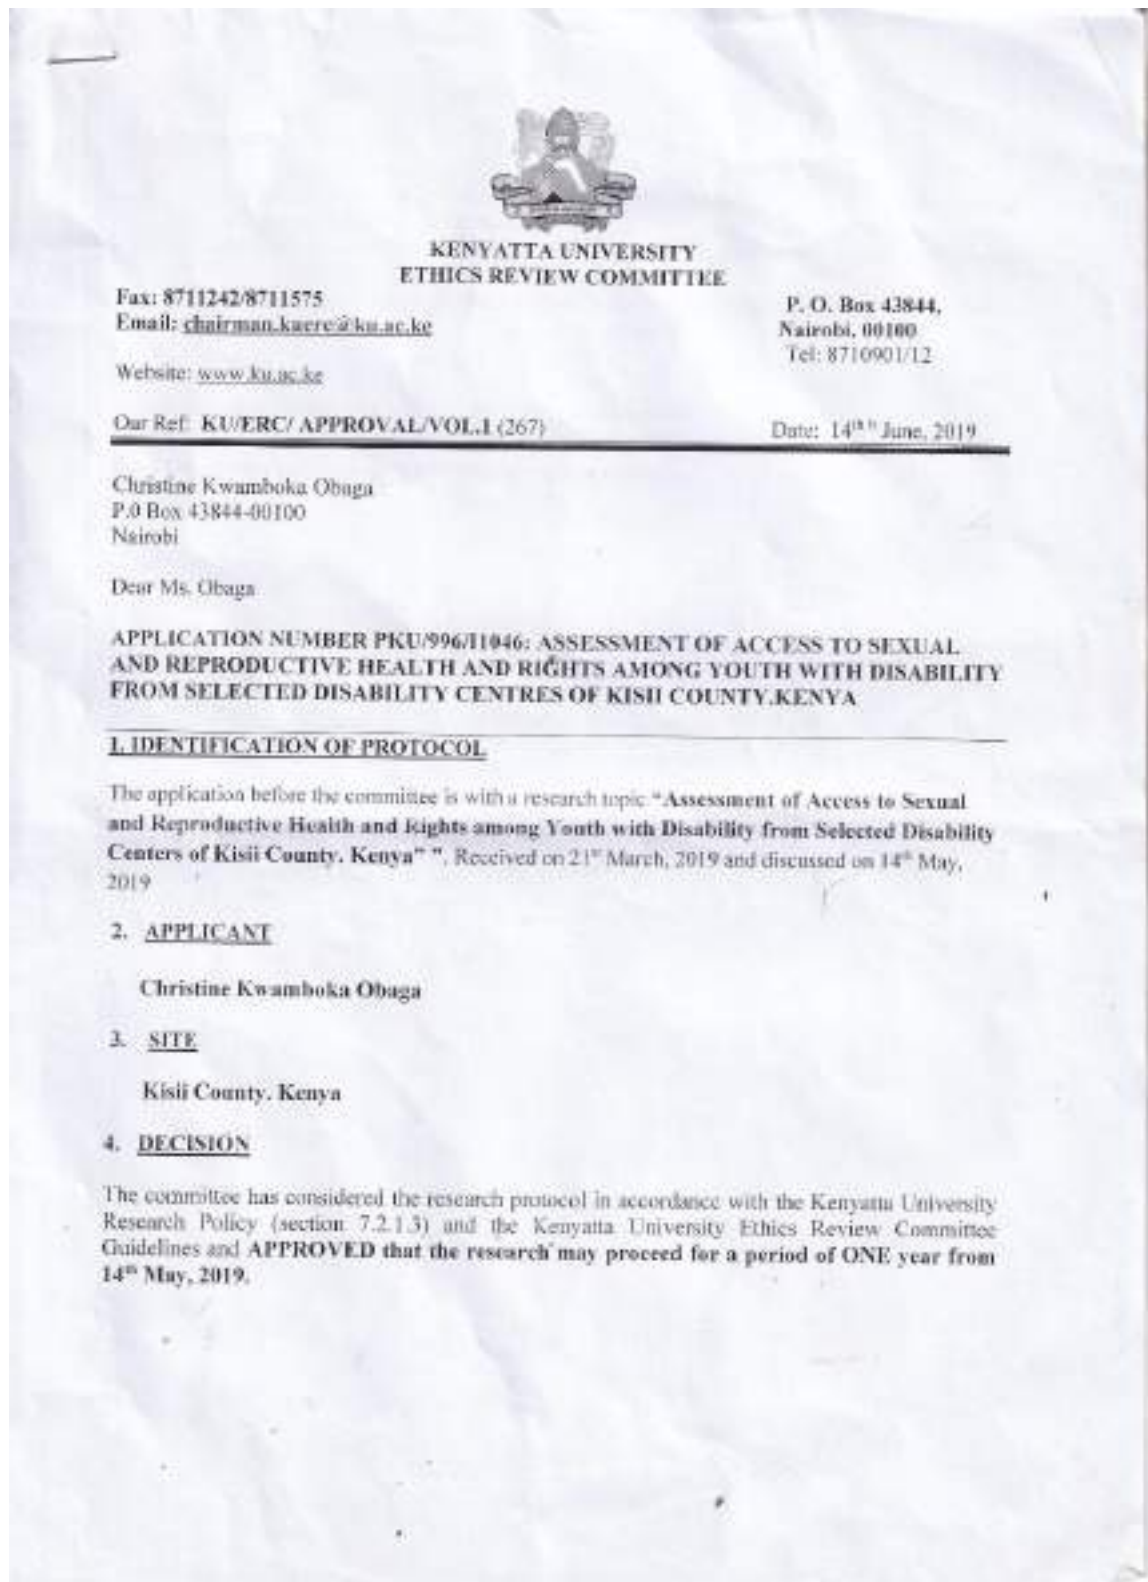 KENYATTA UNIVERSITY
ETHICS REVIEW COMMITTEE
Fax: 8711242/8711575
Email: chairman.kuerc@ku.ac.ke
P. O. Box 43844,
Nairobi, 00100
Tel: 8710901/12
Website: www.ku.ac.ke
Our Ref: KU/ERC/ APPROVAL/VOL.1 (267)
Date: 14th June, 2019
Christine Kwamboka Obaga
P.0 Box 43844-00100
Nairobi
Dear Ms. Obaga
APPLICATION NUMBER PKU/996/I1046: ASSESSMENT OF ACCESS TO SEXUAL
AND REPRODUCTIVE HEALTH AND RIGHTS AMONG YOUTH WITH DISABILITY
FROM SELECTED DISABILITY CENTRES OF KISII COUNTY.KENYA
1. IDENTIFICATION OF PROTOCOL
The application before the committee is with a research topic "Assessment of Access to Sexual
and Reproductive Health and Rights among Youth with Disability from Selected Disability
Centers of Kisii County. Kenya" ". Received on 21st March, 2019 and discussed on 14th May,
2019
2. APPLICANT
Christine Kwamboka Obaga
3. SITE
Kisii County. Kenya
4. DECISION
The committee has considered the research protocol in accordance with the Kenyatta University
Research Policy (section 7.2.1.3) and the Kenyatta University Ethics Review Committee
Guidelines and APPROVED that the research may proceed for a period of ONE year from
14th May, 2019.